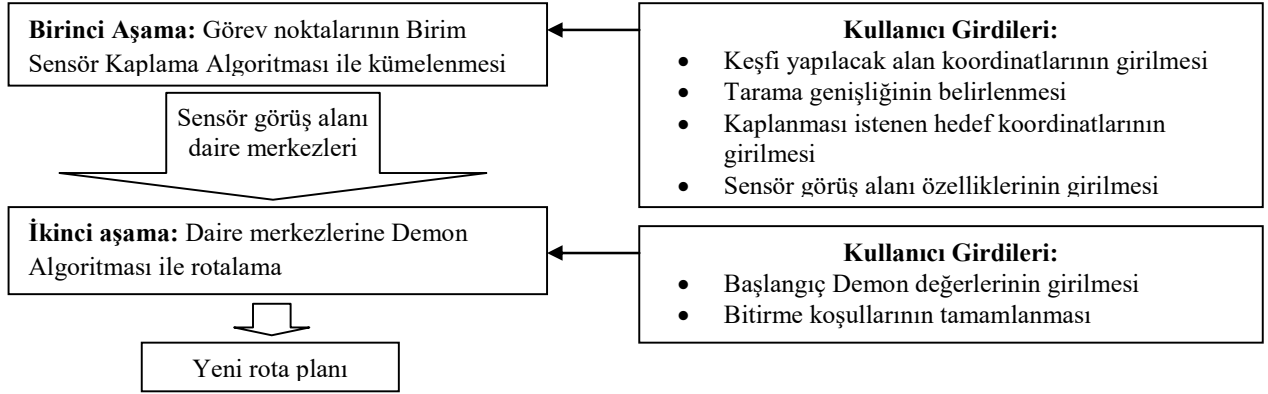 Birinci Aşama: Görev noktalarının Birim
Sensör Kaplama Algoritması ile kümelenmesi
Kullanıcı Girdileri:
• Keşfi yapılacak alan koordinatlarının girilmesi
• Tarama genişliğinin belirlenmesi
• Kaplanması istenen hedef koordinatlarının
girilmesi
• Sensör görüş alanı özelliklerinin girilmesi
Sensör görüş alanı
daire merkezleri
İkinci aşama: Daire merkezlerine Demon
Algoritması ile rotalama
Kullanıcı Girdileri:
• Başlangıç Demon değerlerinin girilmesi
• Bitirme koşullarının tamamlanması
Yeni rota planı